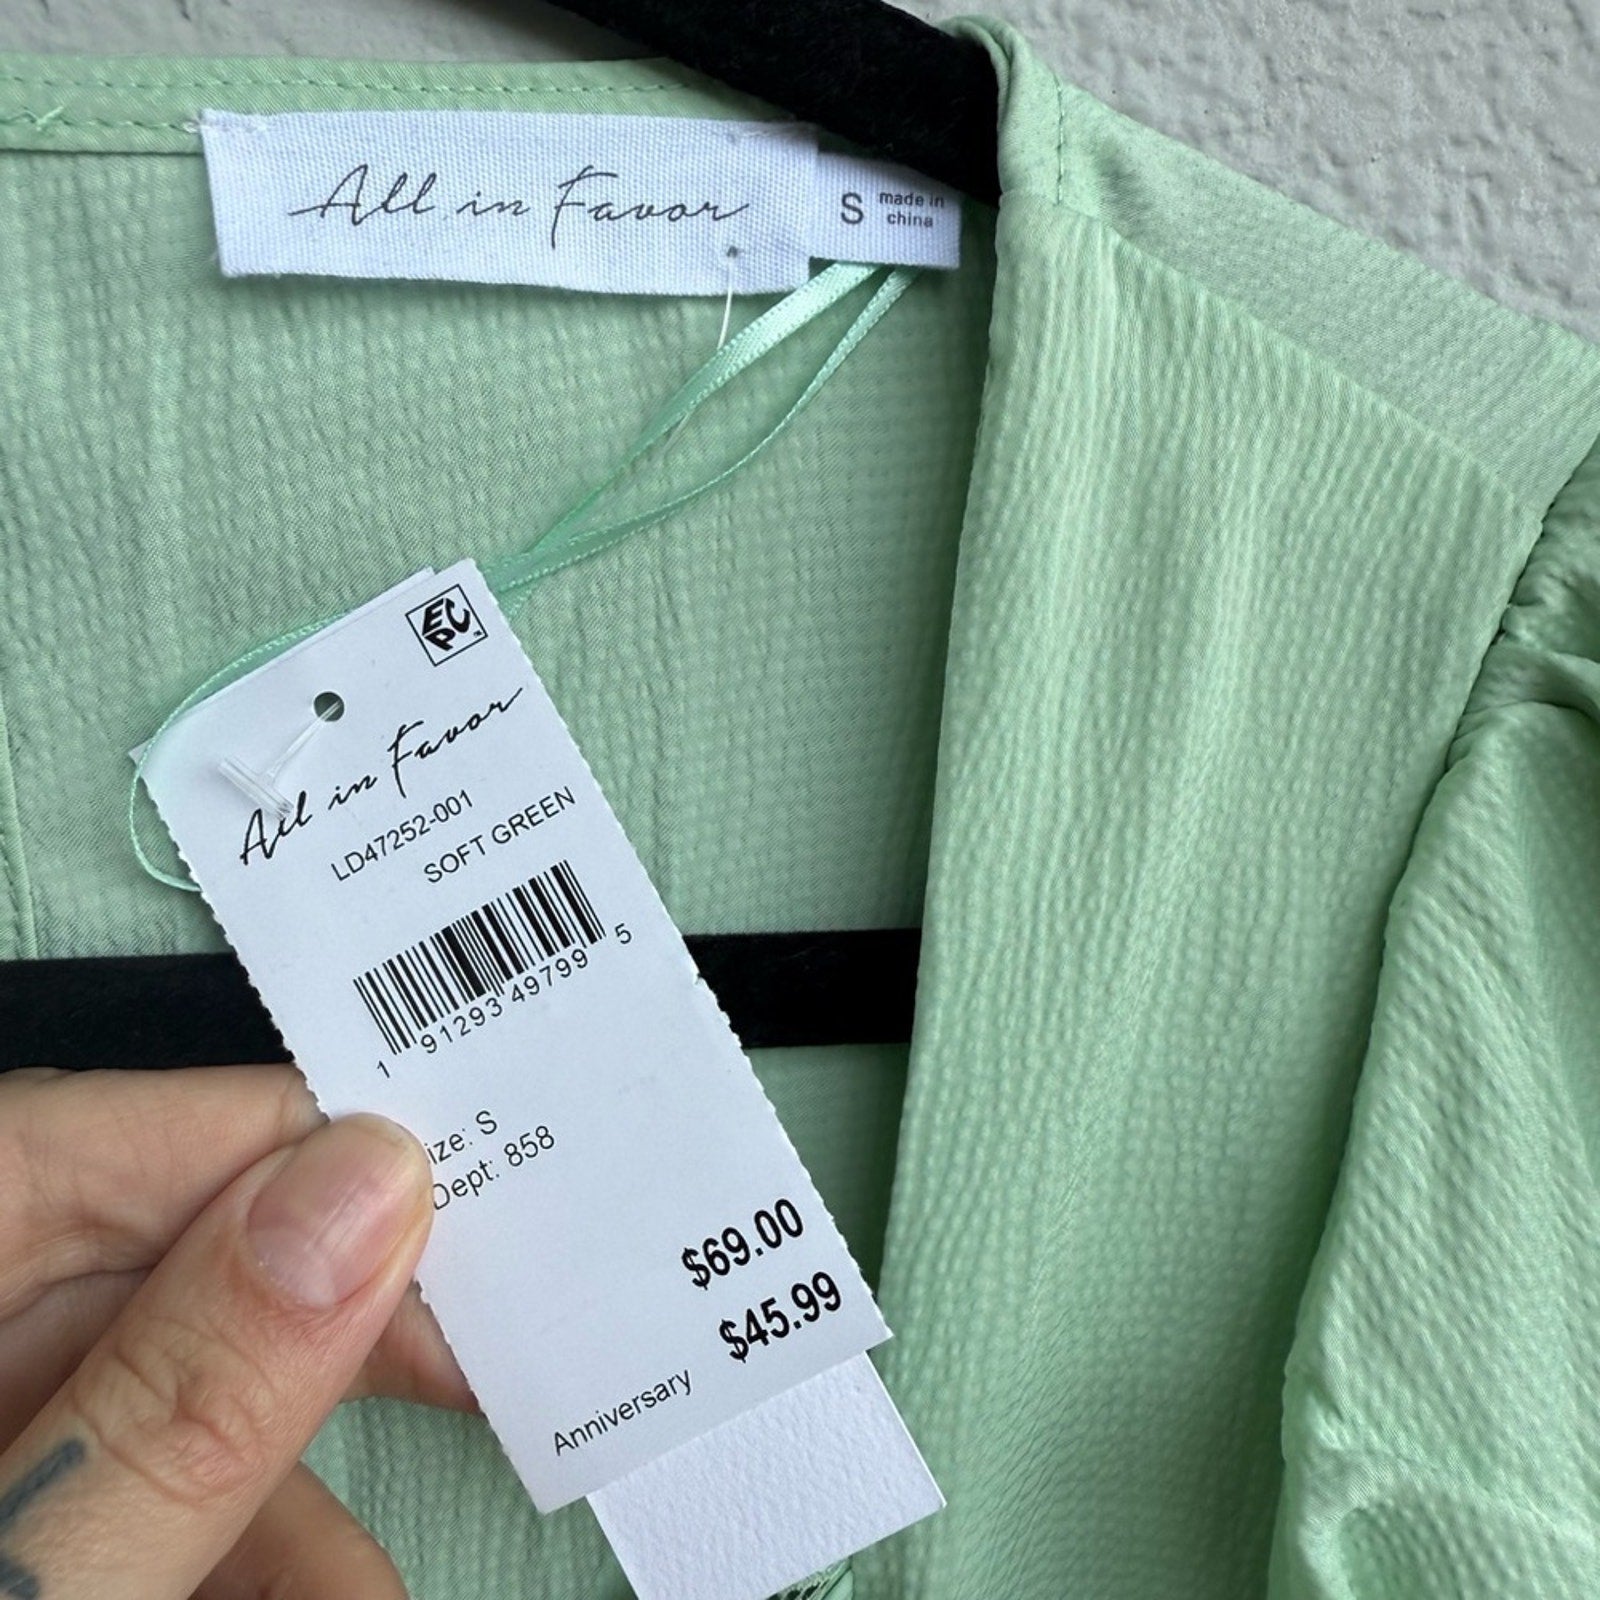 All in Favor
S made in
china
EPC
All in Favor
LD47252-001
SOFT GREEN
1 91293 49799 5
ize: S
Dept: 858
$69.00
$45.99
Anniversary